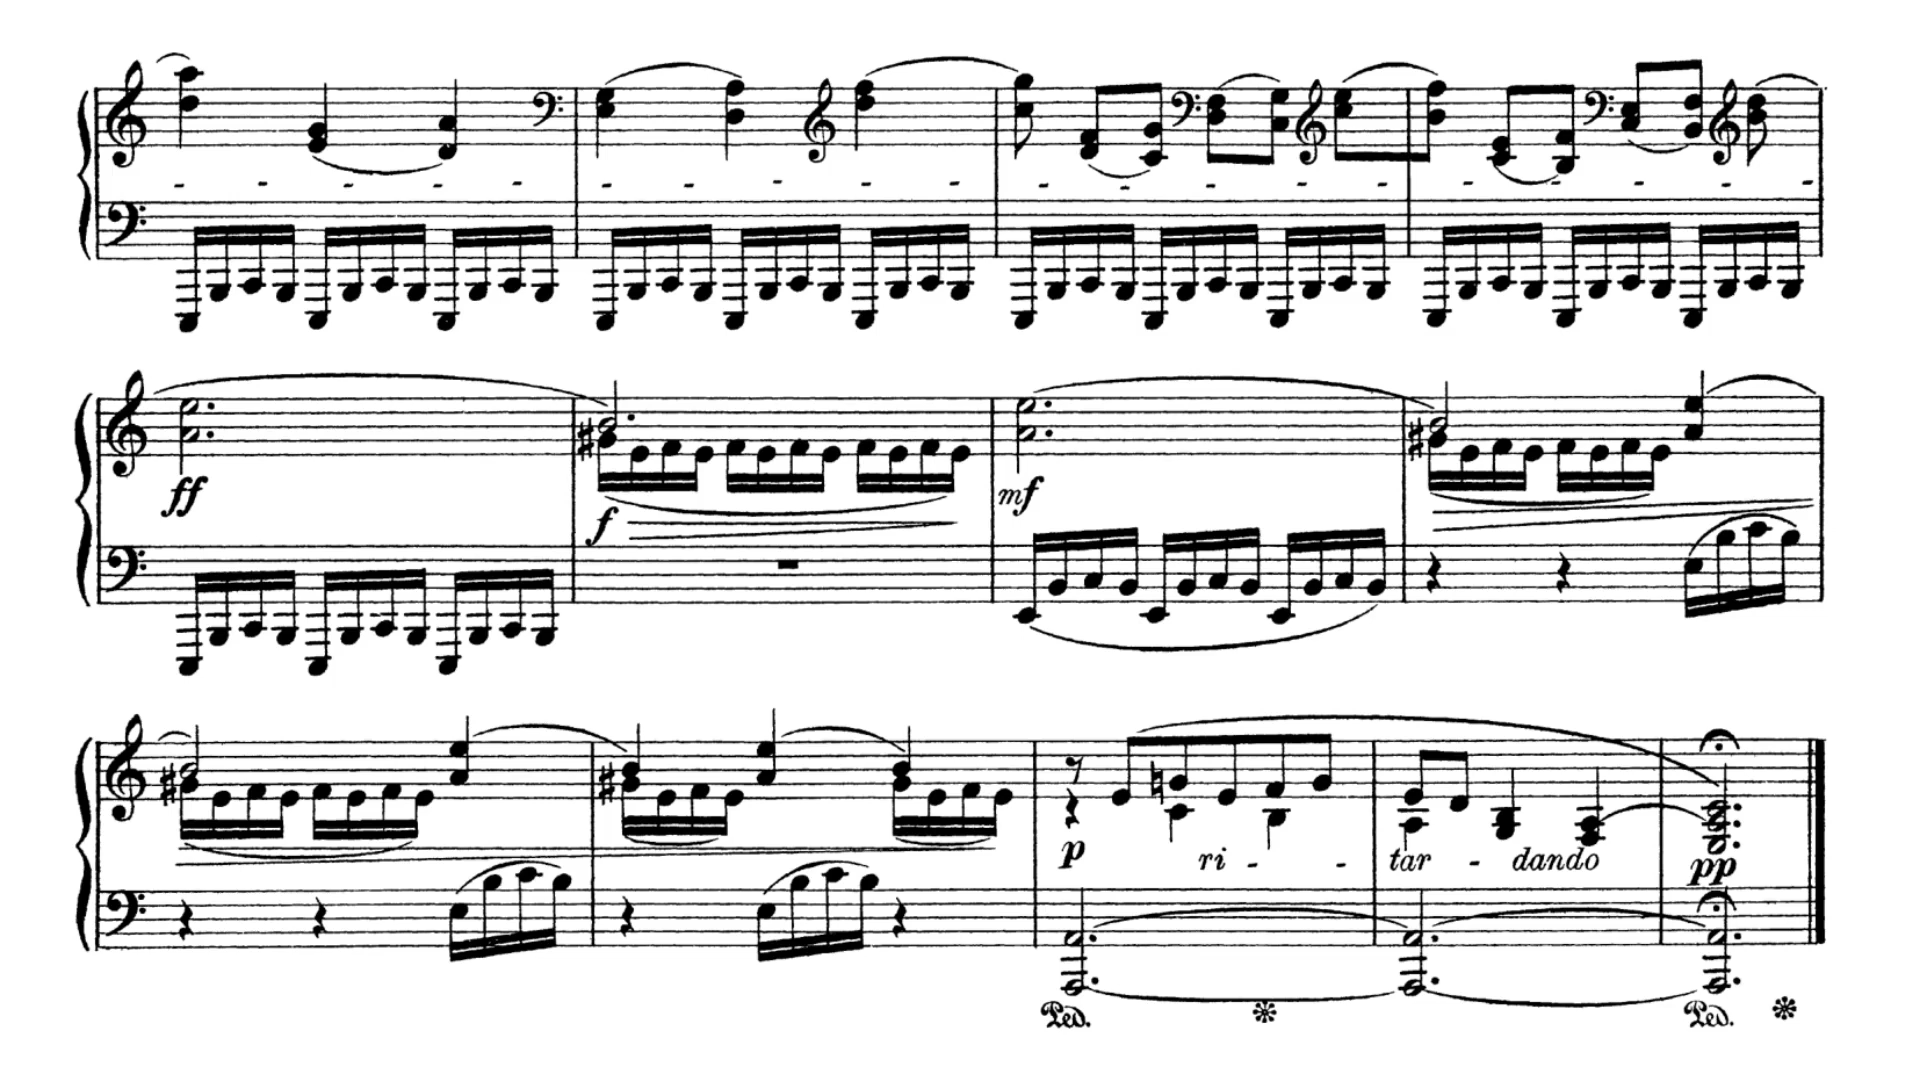 ff f mf
p ri - - tar - dando pp
Ped. * Ped. *